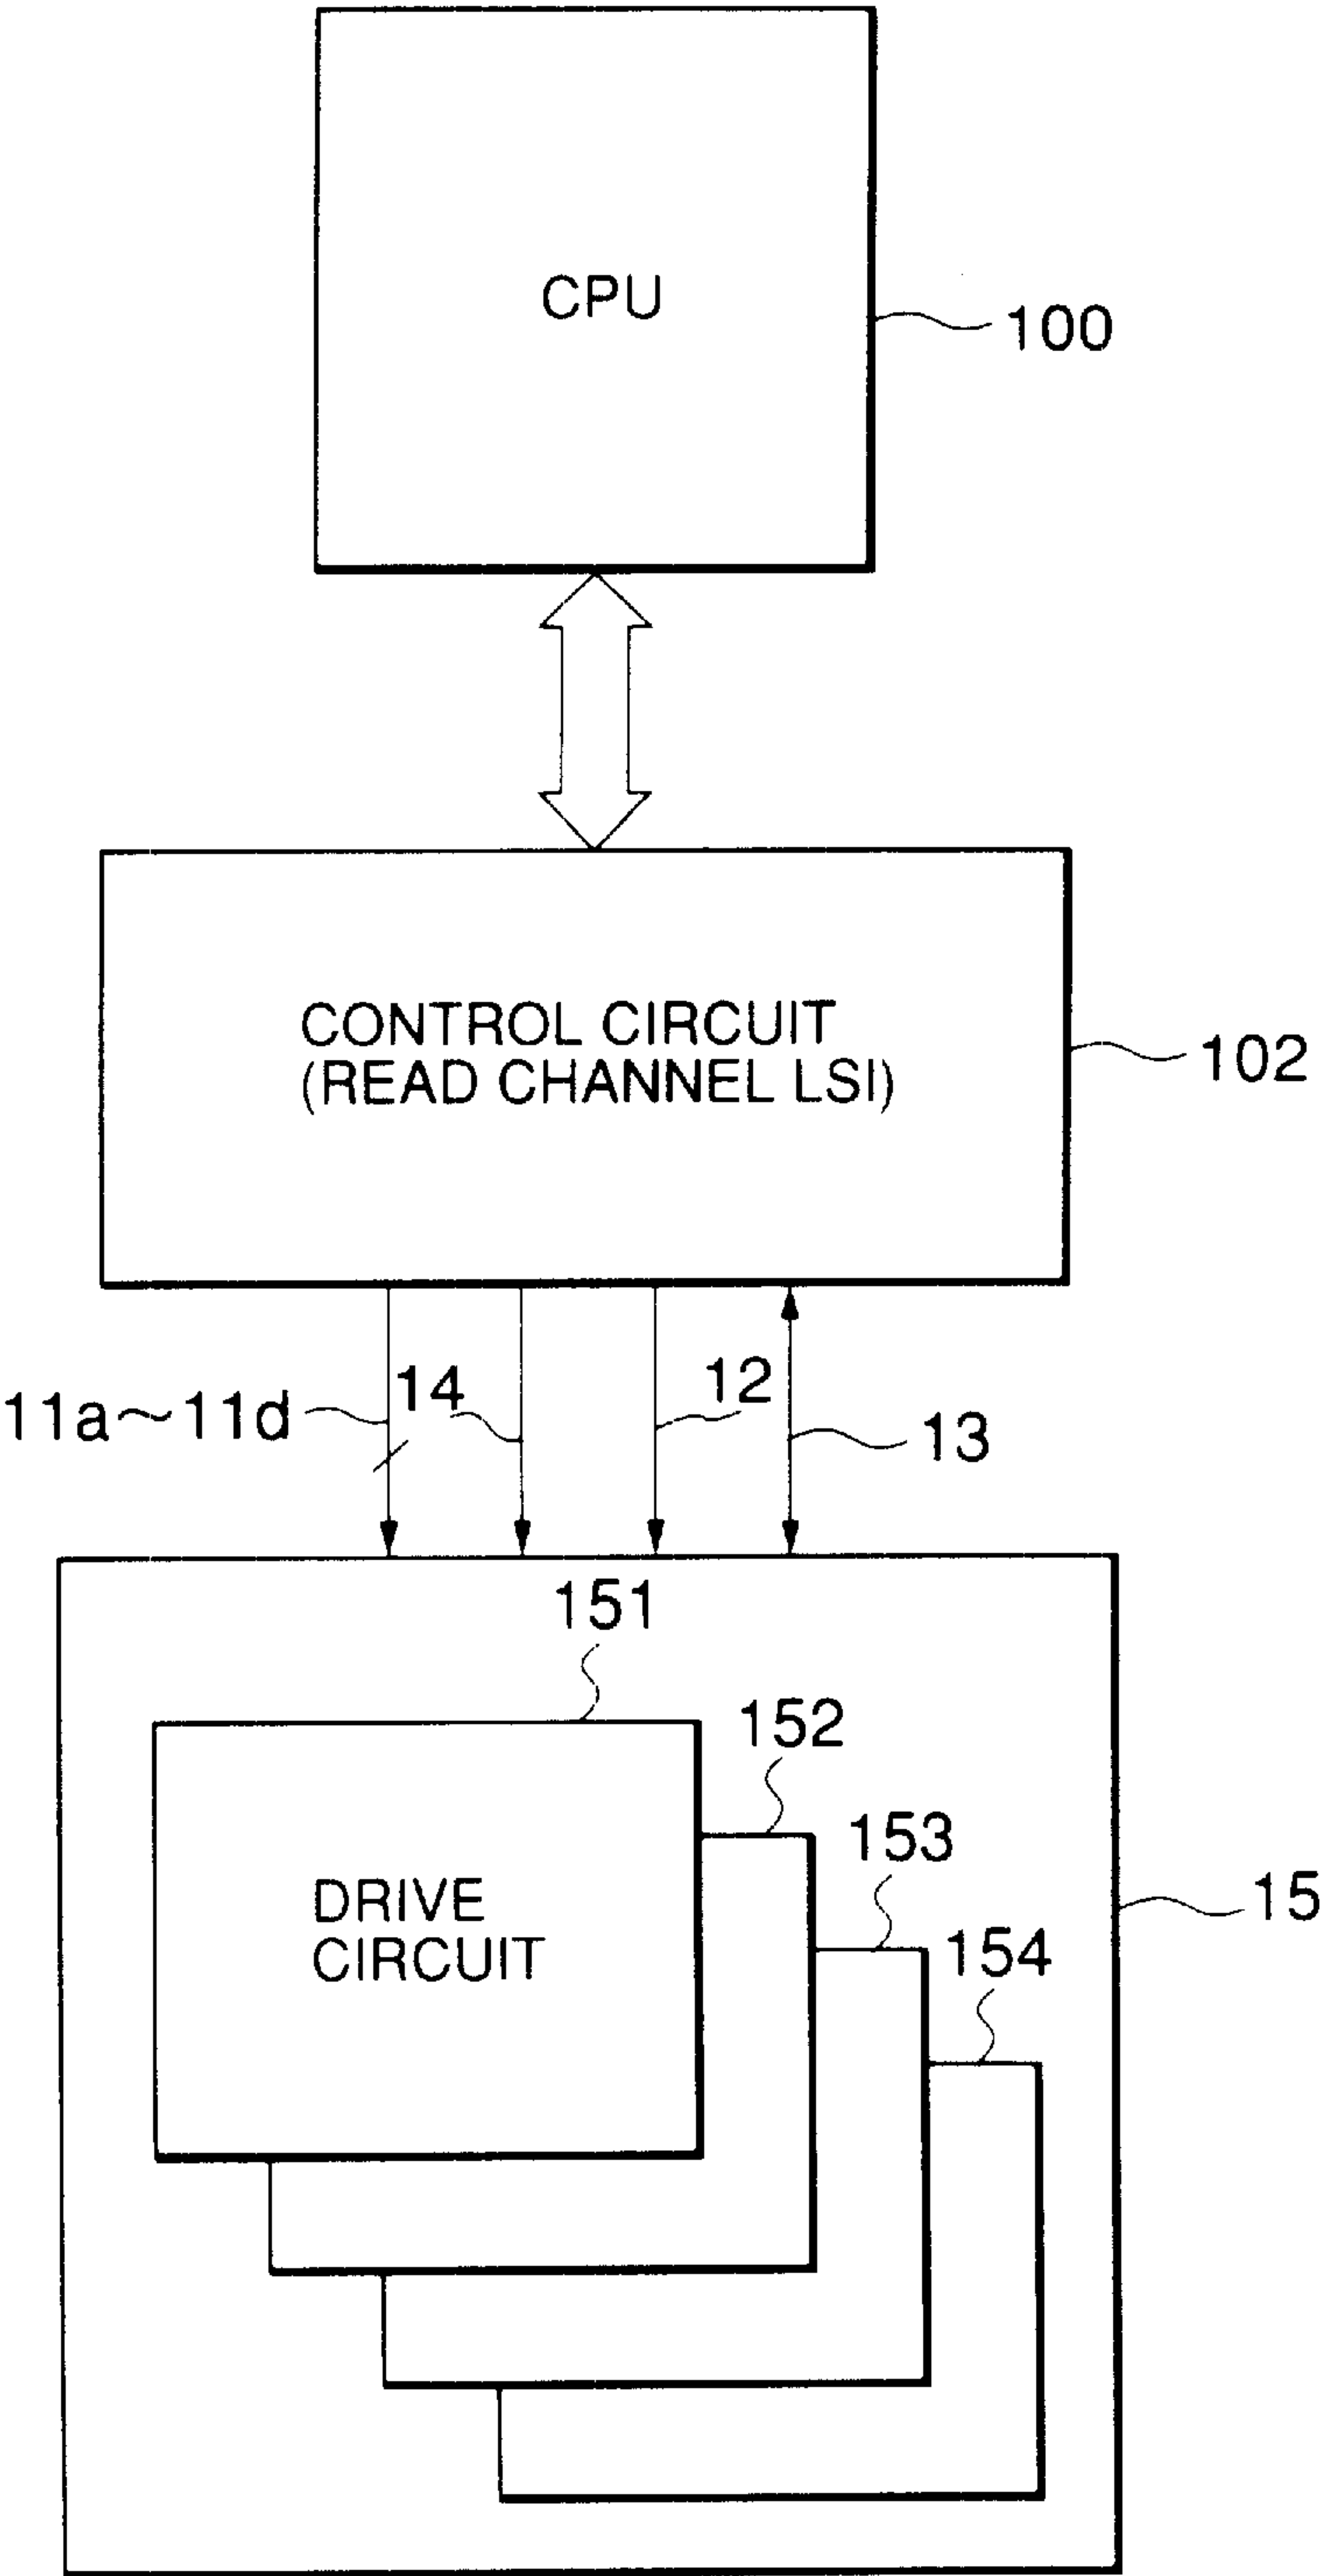 CPU
100
CONTROL CIRCUIT
(READ CHANNEL LSI)
102
11a~11d
14
12
13
151
152
153
154
DRIVE
CIRCUIT
15